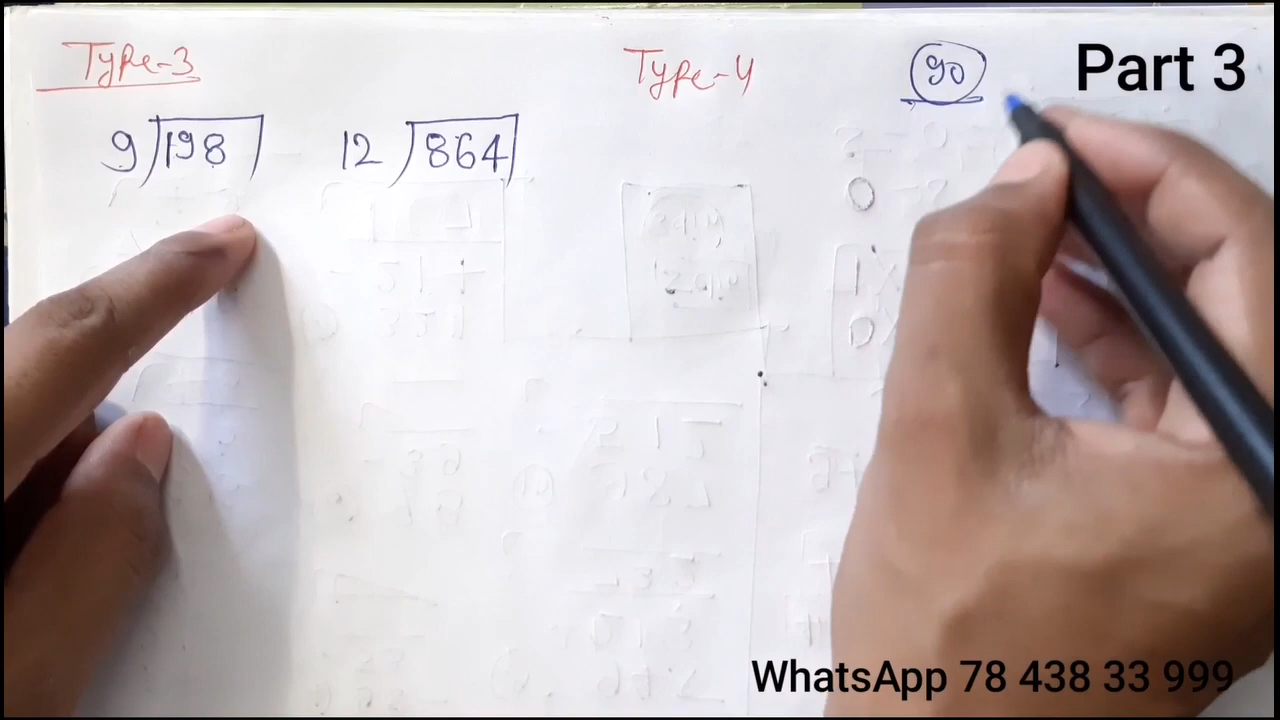 Type-3
Type-4
90
Part 3
9)198
12)864
WhatsApp 78 438 33 999